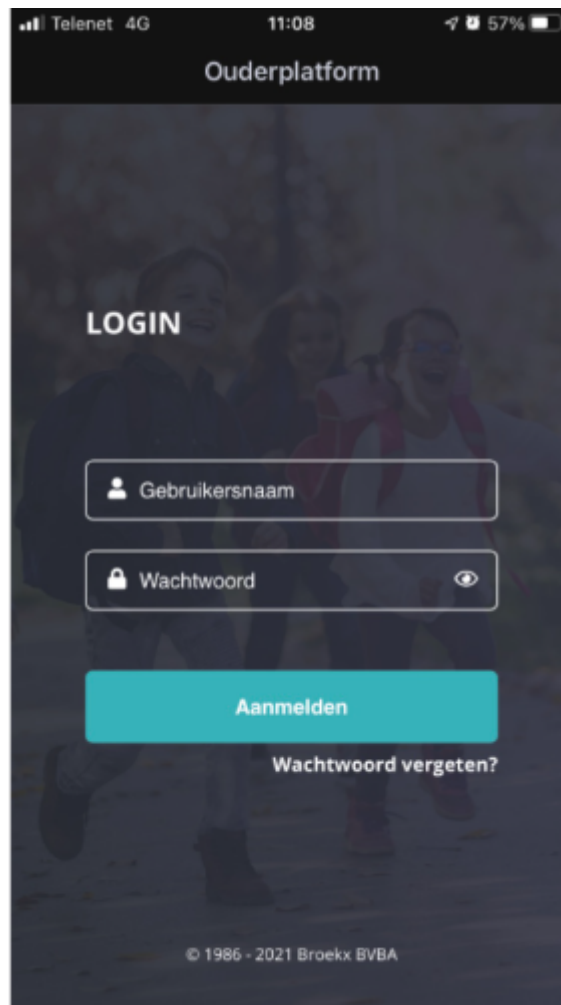 Telenet 4G 11:08 57%
Ouderplatform
LOGIN
Gebruikersnaam
Wachtwoord
Aanmelden
Wachtwoord vergeten?
© 1986 - 2021 Broekx BVBA